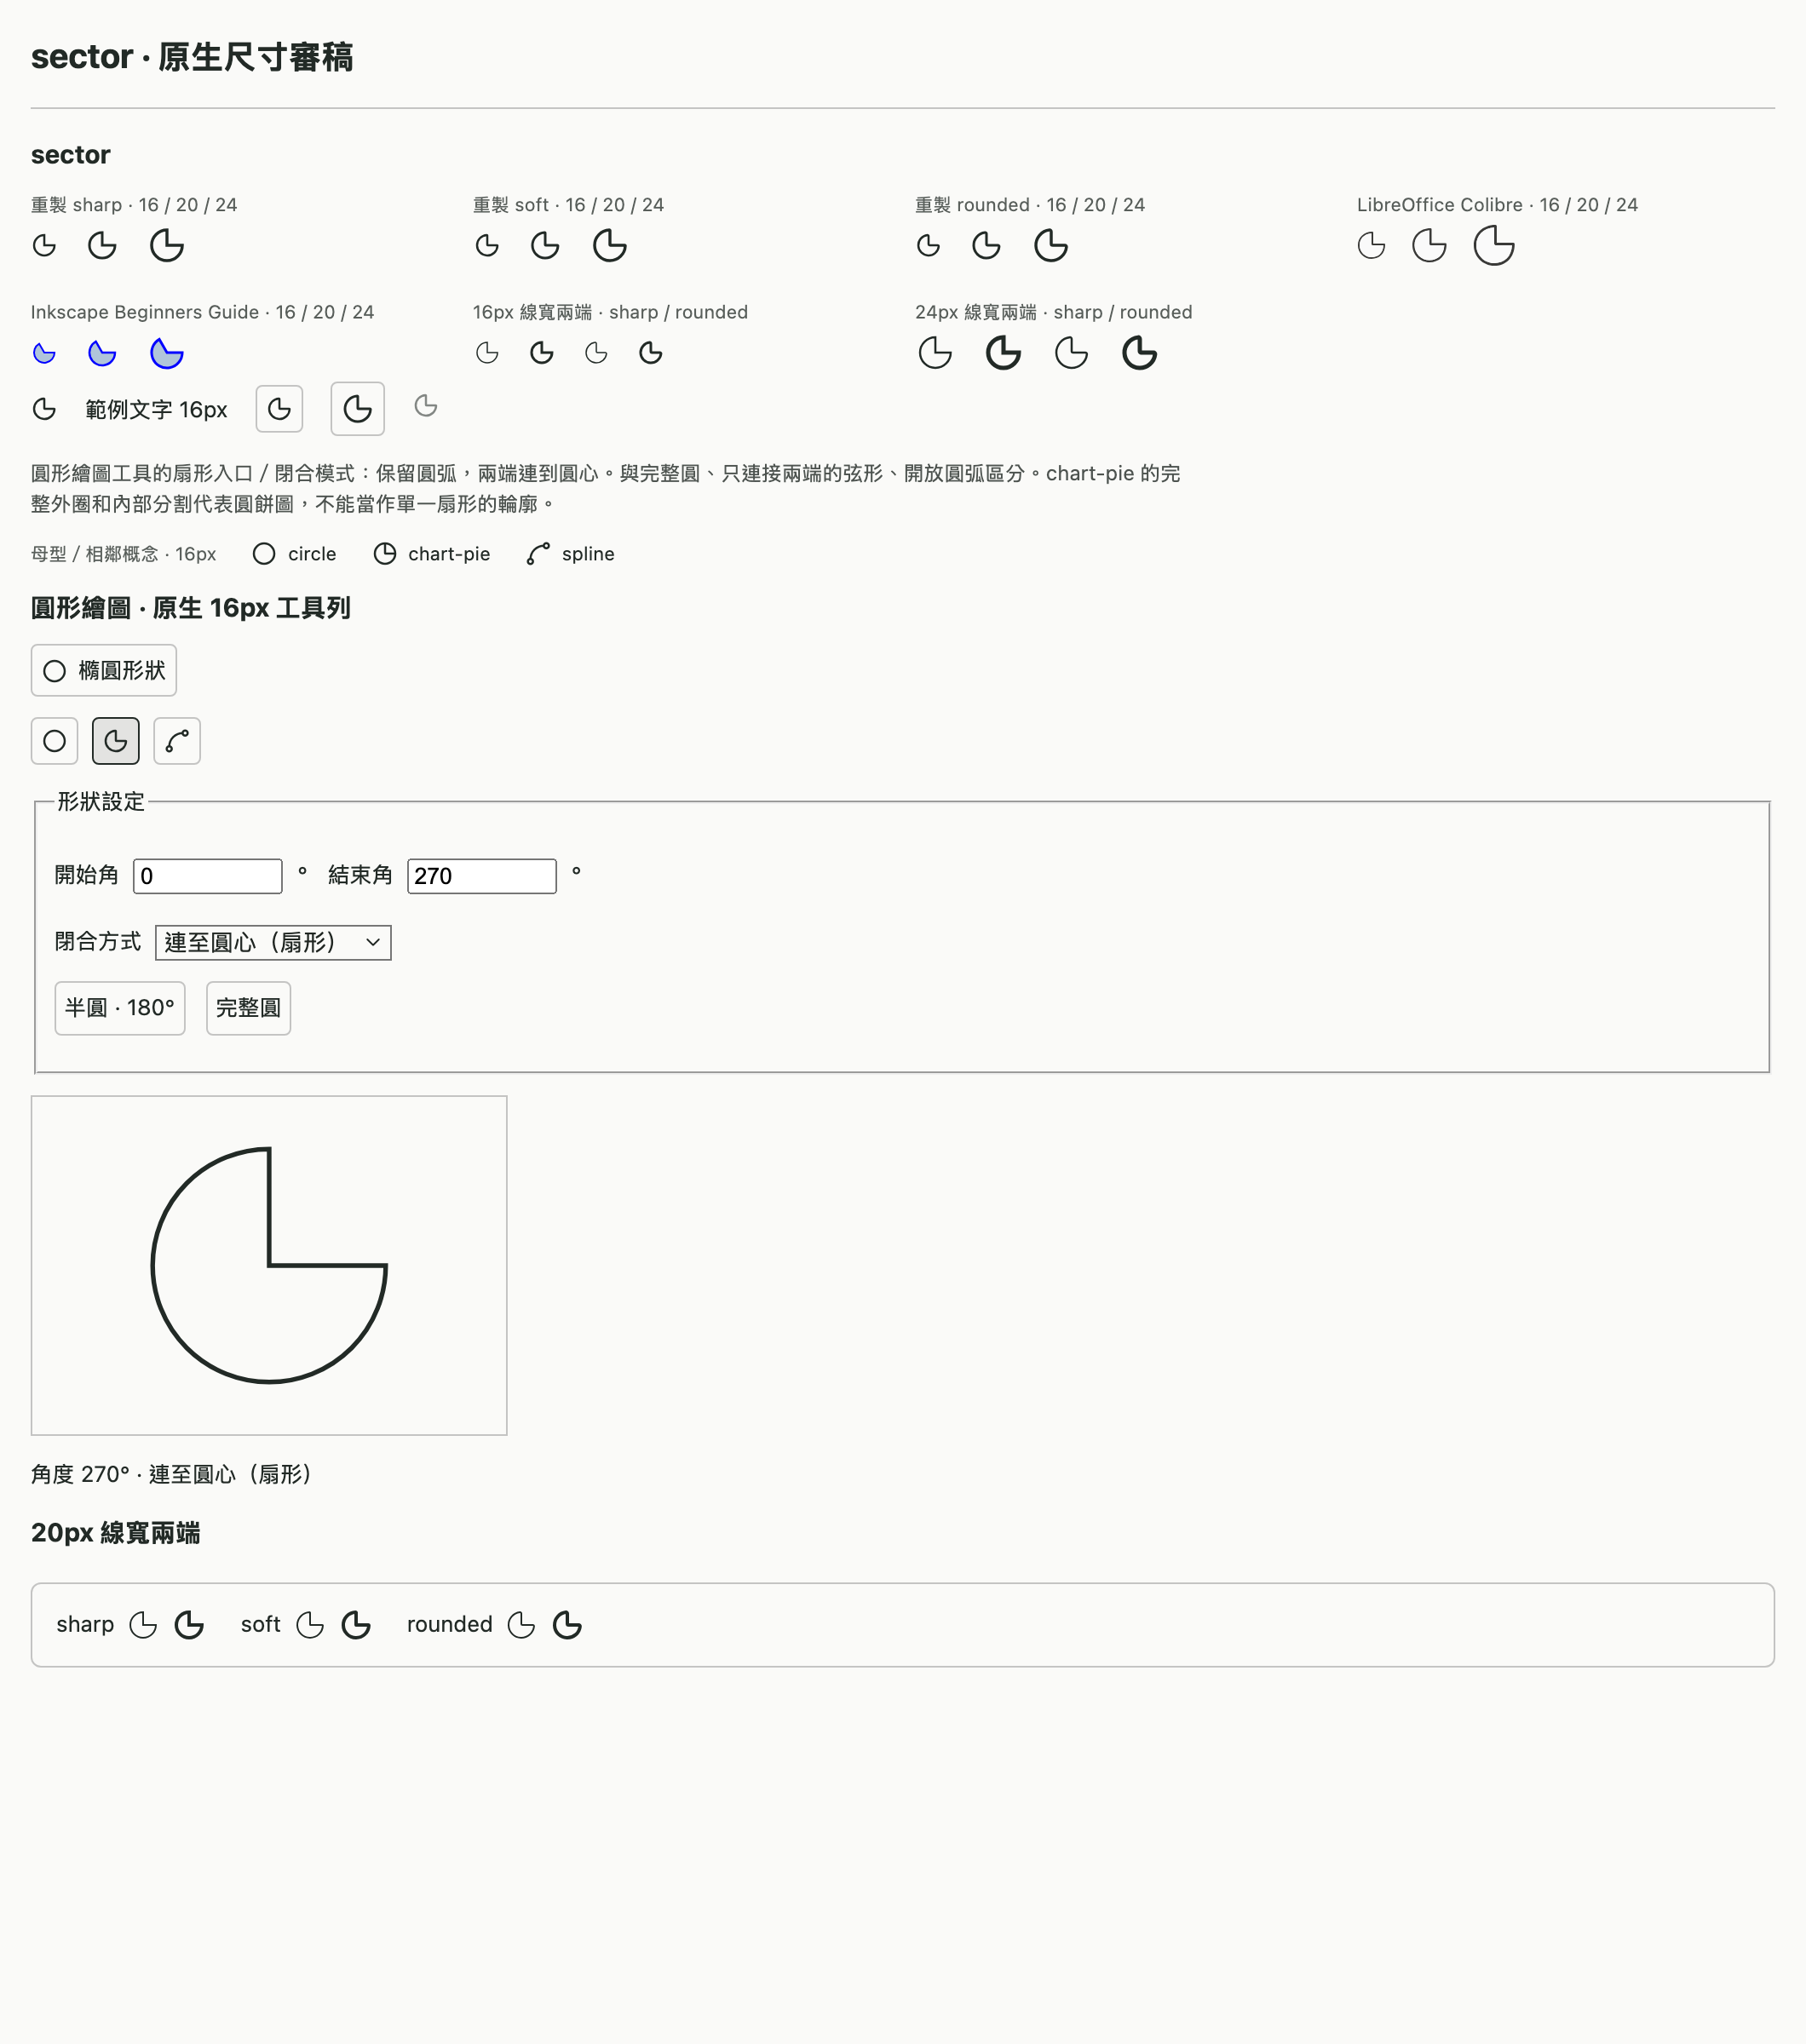 sector · 原生尺寸審稿
sector
重製 sharp · 16 / 20 / 24
重製 soft · 16 / 20 / 24
重製 rounded · 16 / 20 / 24
LibreOffice Colibre · 16 / 20 / 24
Inkscape Beginners Guide · 16 / 20 / 24
16px 線寬兩端 · sharp / rounded
24px 線寬兩端 · sharp / rounded
範例文字 16px
圓形繪圖工具的扇形入口 / 閉合模式：保留圓弧，兩端連到圓心。與完整圓、只連接兩端的弦形、開放圓弧區分。chart-pie 的完
整外圈和內部分割代表圓餅圖，不能當作單一扇形的輪廓。
母型 / 相鄰概念 · 16px
circle
chart-pie
spline
圓形繪圖 · 原生 16px 工具列
橢圓形狀
形狀設定
開始角 0 ° 結束角 270 °
閉合方式 連至圓心（扇形）
半圓 · 180° 完整圓
角度 270° · 連至圓心（扇形）
20px 線寬兩端
sharp soft rounded